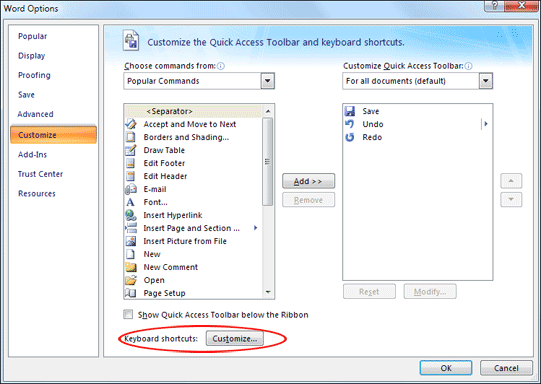 Word Options
Popular
Display
Proofing
Save
Advanced
Customize
Add-Ins
Trust Center
Resources
Customize the Quick Access Toolbar and keyboard shortcuts.
Choose commands from:
Popular Commands
<Separator>
Accept and Move to Next
Borders and Shading...
Draw Table
Edit Footer
Edit Header
E-mail
Font...
Insert Hyperlink
Insert Page and Section ...
Insert Picture from File
New
New Comment
Open
Page Setup
Add >>
Remove
Customize Quick Access Toolbar:
For all documents (default)
Save
Undo
Redo
Reset
Modify...
Show Quick Access Toolbar below the Ribbon
Keyboard shortcuts: Customize...
OK Cancel